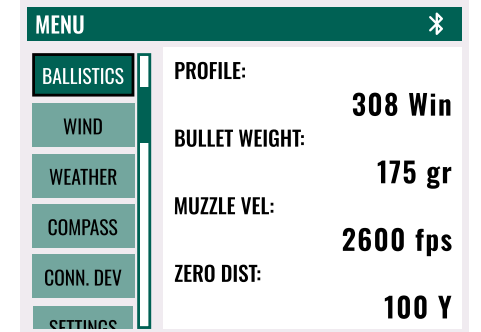 MENU
BALLISTICS
WIND
WEATHER
COMPASS
CONN. DEV
SETTINGS
PROFILE:
308 Win
BULLET WEIGHT:
175 gr
MUZZLE VEL:
2600 fps
ZERO DIST:
100 Y